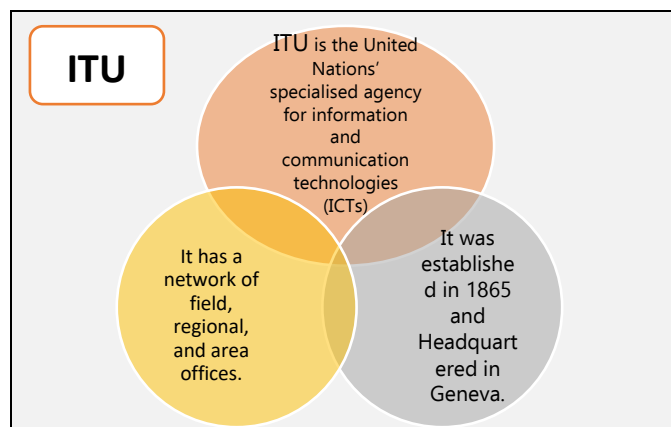 ITU
ITU is the United
Nations’
specialised agency
for information
and
communication
technologies
(ICTs)
It has a
network of
field,
regional,
and area
offices.
It was
establishe
d in 1865
and
Headquart
ered in
Geneva.